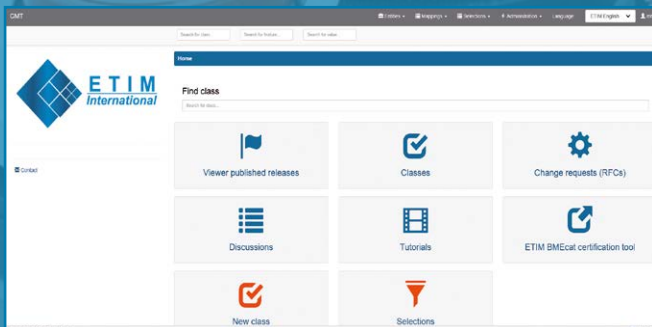 CMT
Entities
Mappings
Selections
Administration
Language
ETIM English
Search for class...
Search for feature...
Search for value...
Home
ETIM
International
Find class
Search for class...
Contact
Viewer published releases
Classes
Change requests (RFCs)
Discussions
Tutorials
ETIM BMEcat certification tool
New class
Selections